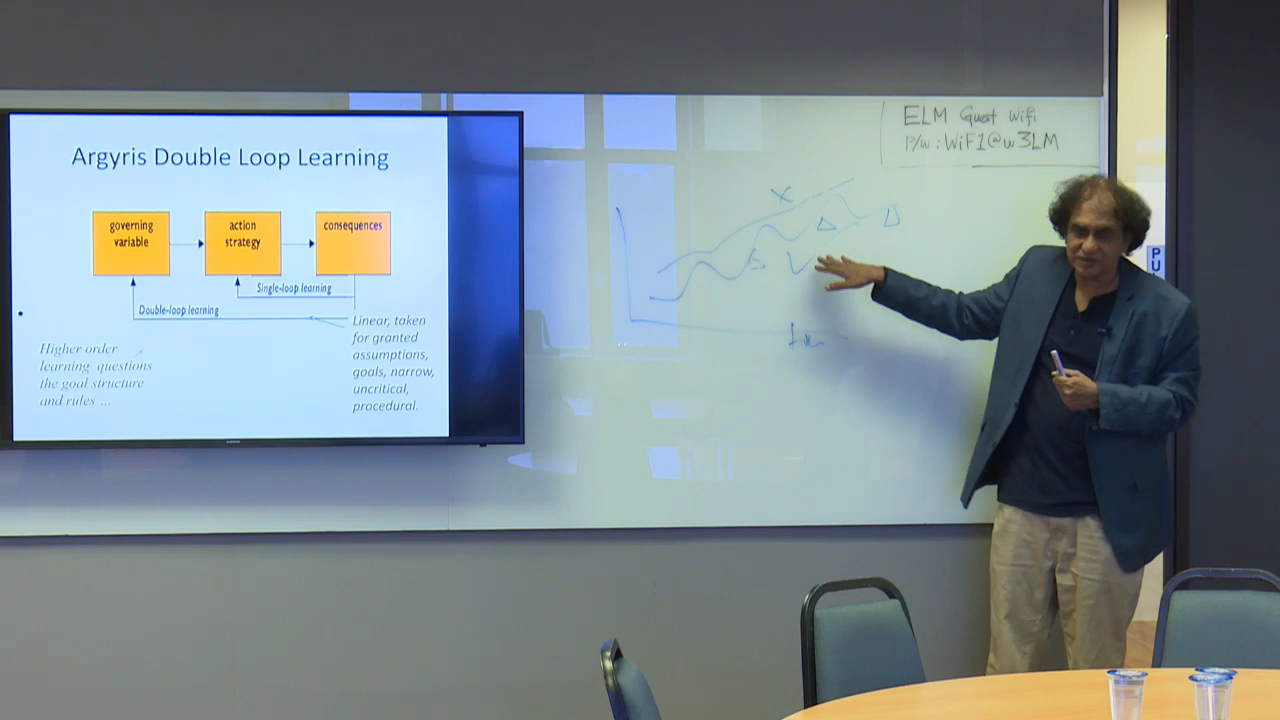 Argyris Double Loop Learning
governing
variable
action
strategy
consequences
Single-loop learning
Double-loop learning
Linear, taken
for granted
assumptions,
goals, narrow,
uncritical,
procedural.
Higher order
learning questions
the goal structure
and rules ...
ELM Guest Wifi
P/w: WiF1@w3LM
X
PU